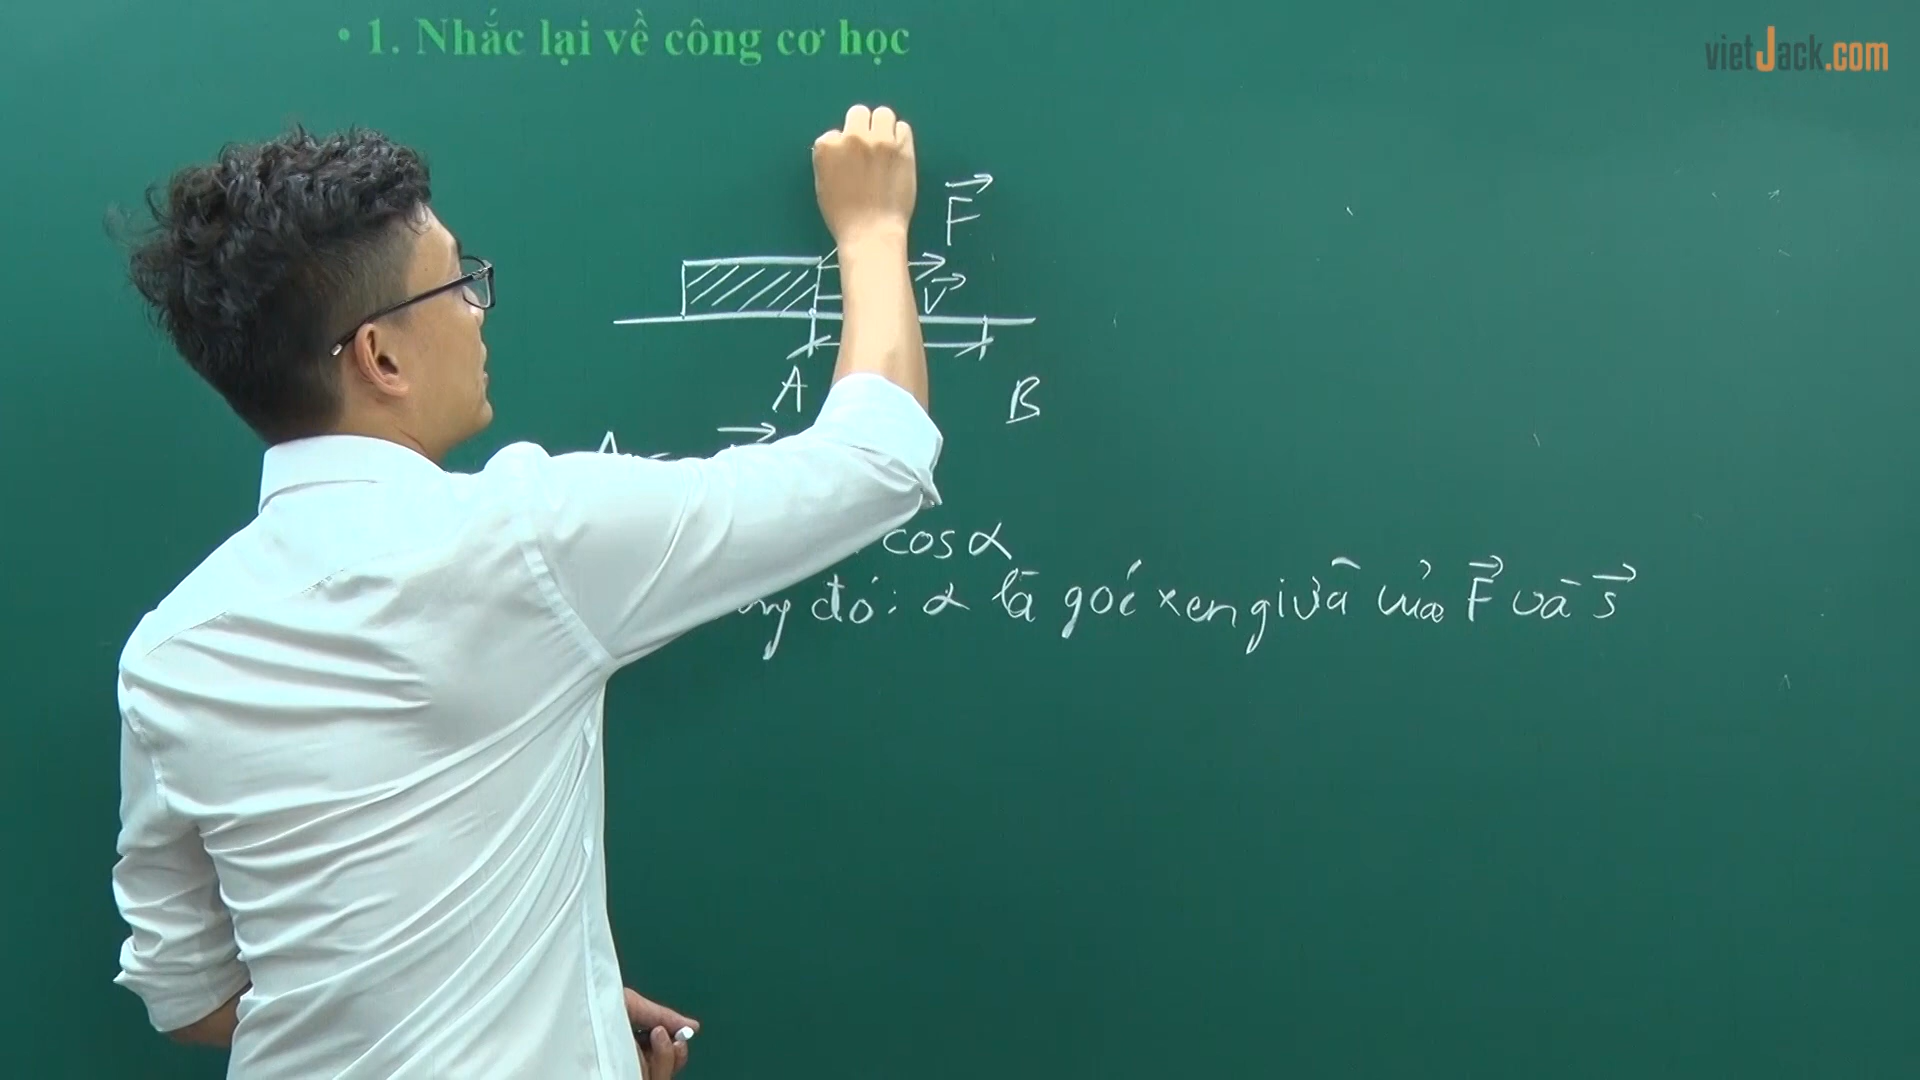 • 1. Nhắc lại về công cơ học
vietJack.com
F
v
A B
A
cos α
đó: α là góc xen giữa của F và s